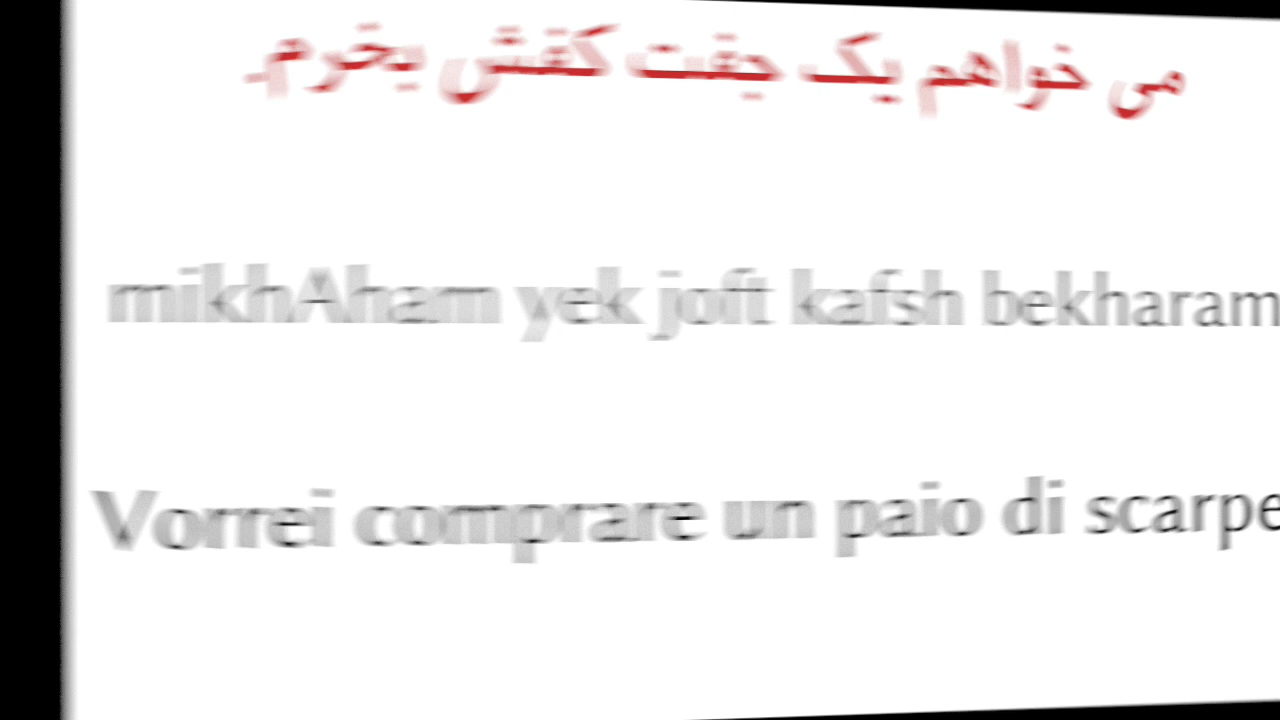 می خواهم یک جفت کفش بخرم.
mikhAham yek joft kafsh bekharam
Vorrei comprare un paio di scarpe